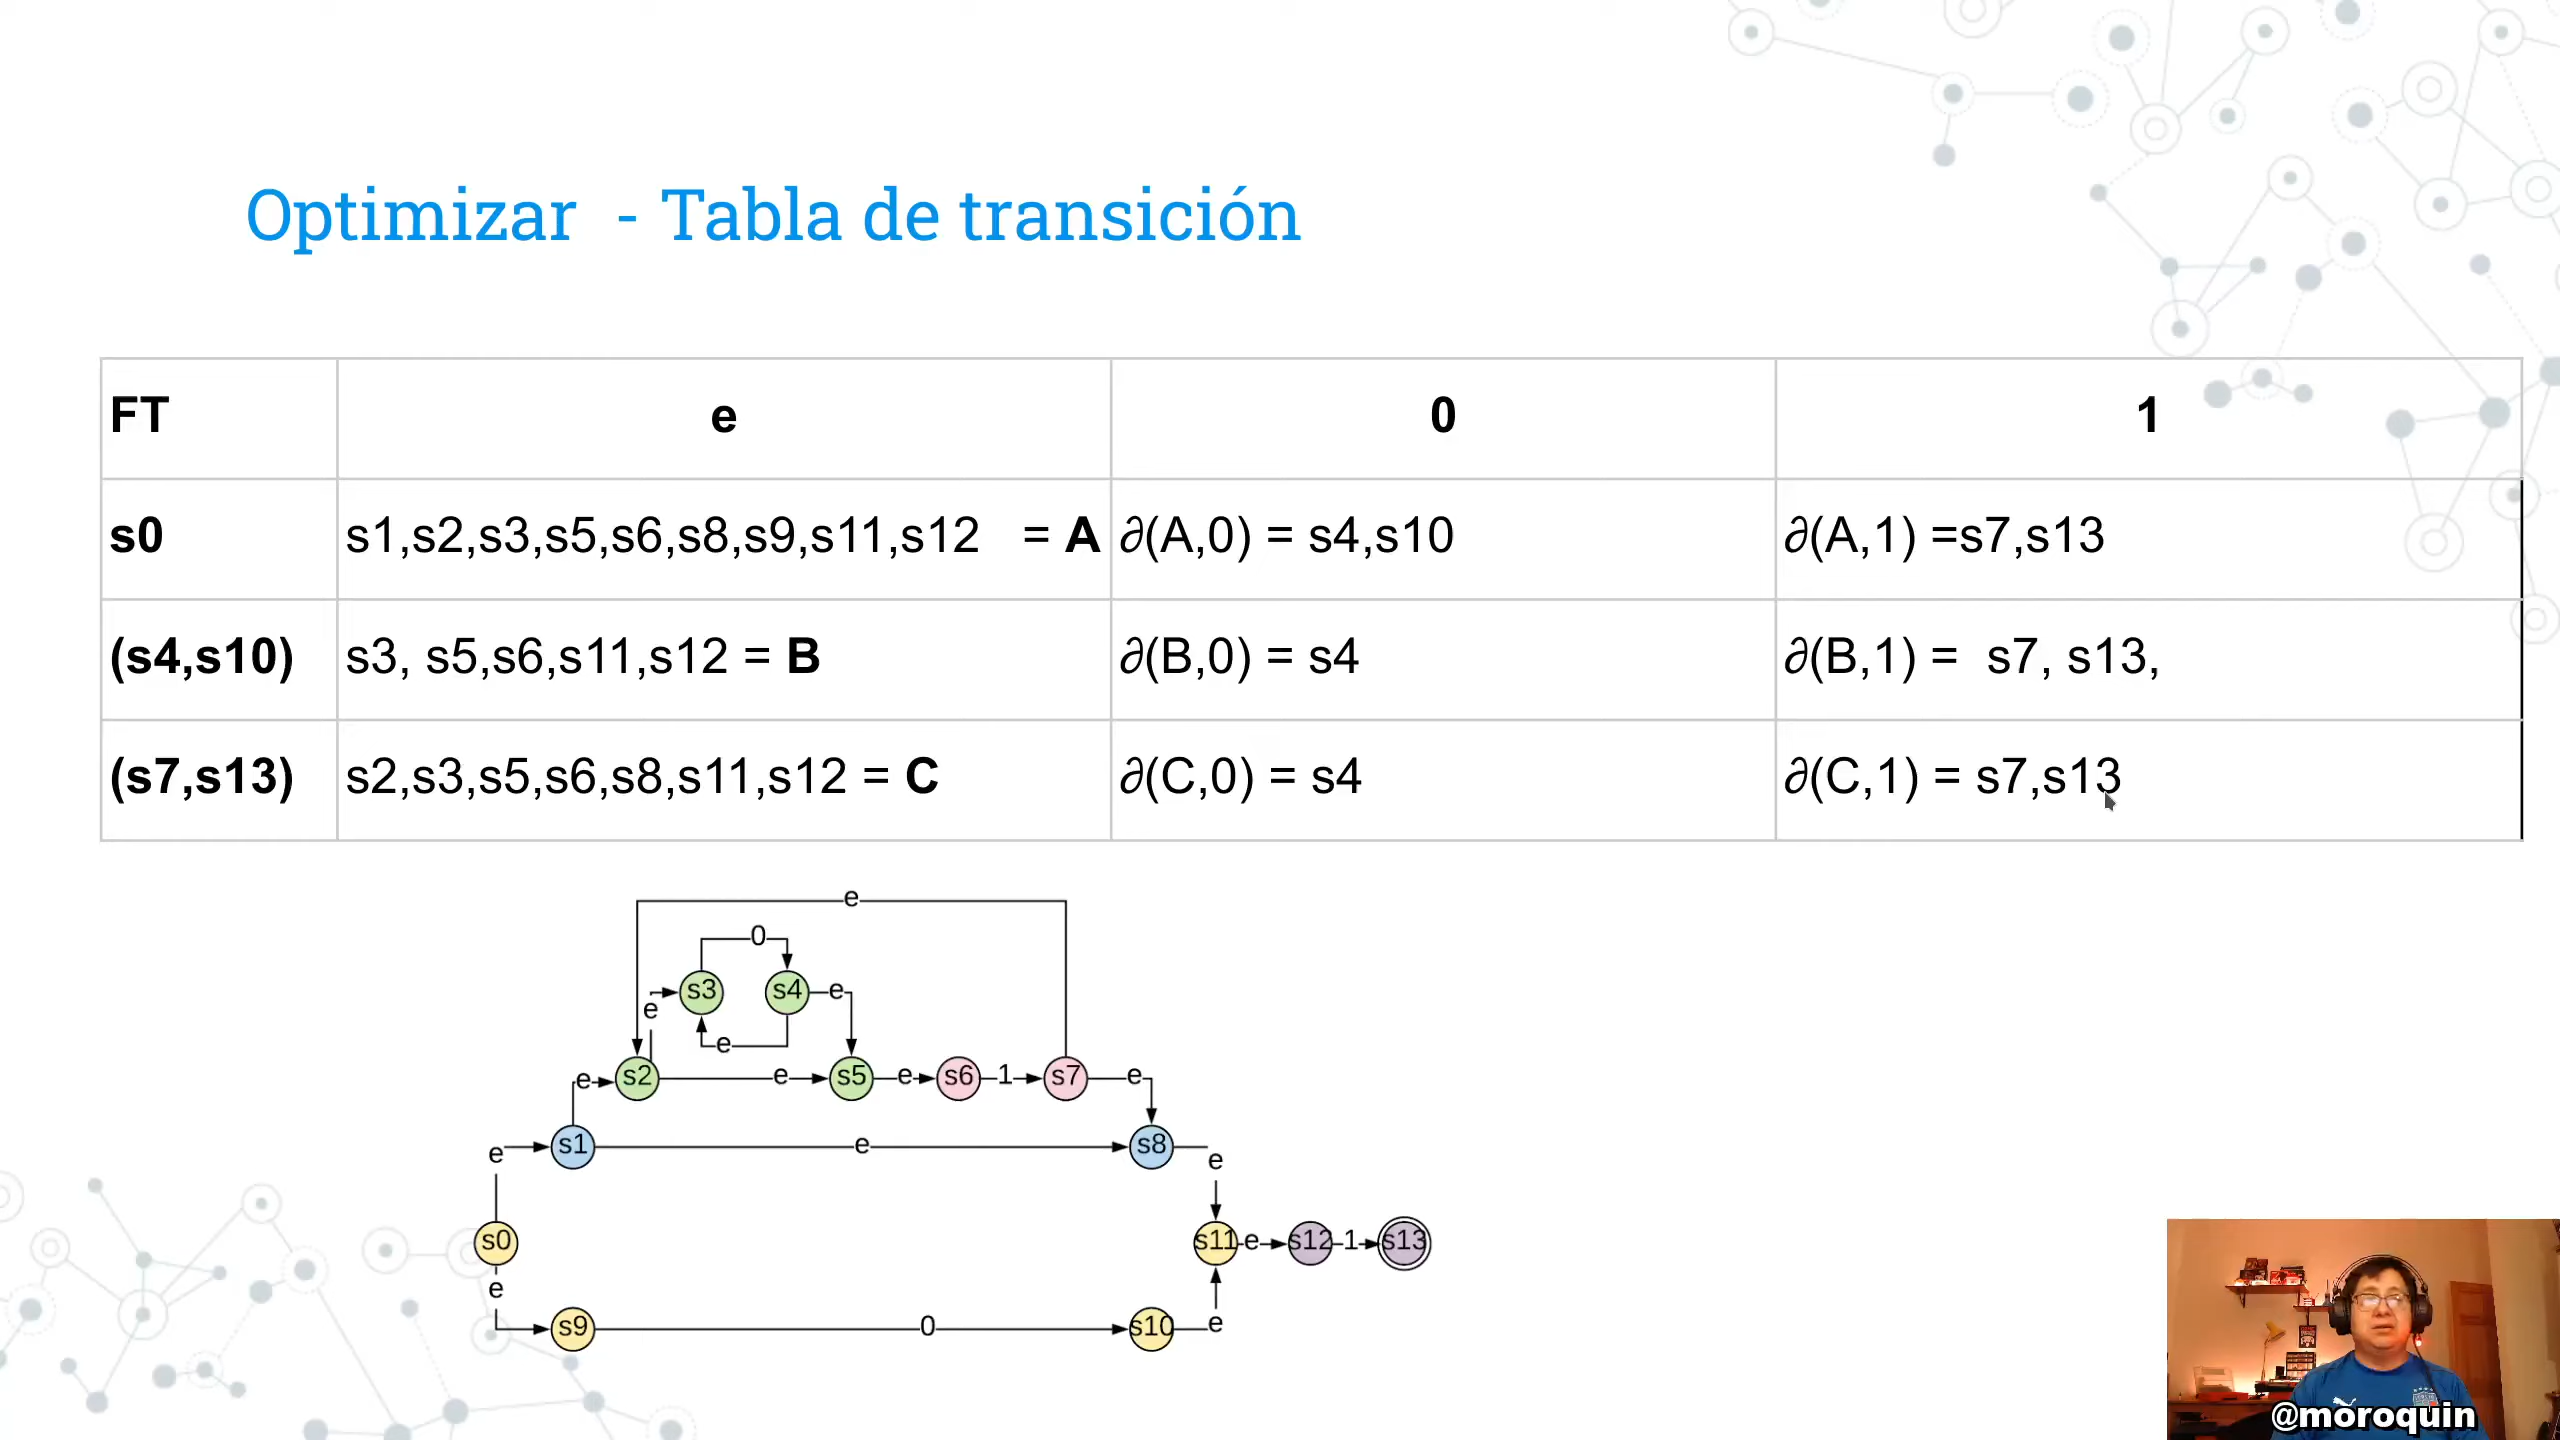 Optimizar - Tabla de transición
FT e 0 1
s0 s1,s2,s3,s5,s6,s8,s9,s11,s12 = A ∂(A,0) = s4,s10 ∂(A,1) =s7,s13
(s4,s10) s3, s5,s6,s11,s12 = B ∂(B,0) = s4 ∂(B,1) = s7, s13,
(s7,s13) s2,s3,s5,s6,s8,s11,s12 = C ∂(C,0) = s4 ∂(C,1) = s7,s13
e
0
s3 s4 e
e
e
e s2 e s5 e s6 1 s7 e
e s1 e s8 e
s0 s11 e s12 1 s13
e
s9 0 s10 e
@moroquin